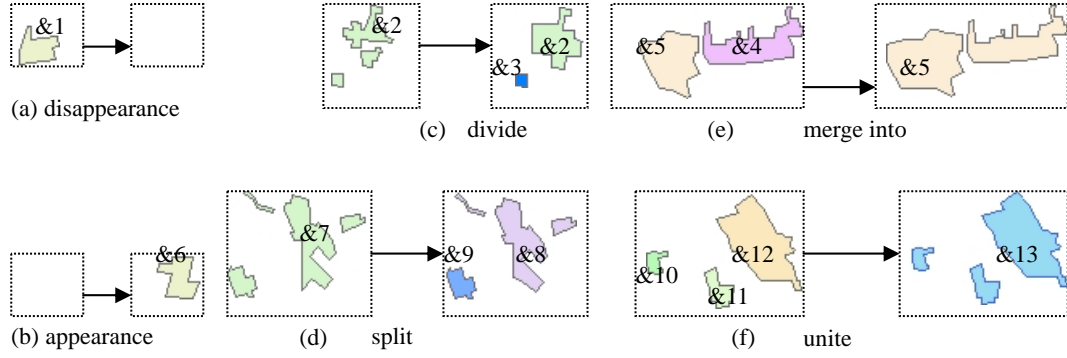 &1
&2
&2
&3
&5
&4
&5
(a) disappearance
(c) divide
(e) merge into
&6
&7
&9
&8
&10
&11
&12
&13
(b) appearance
(d) split
(f) unite